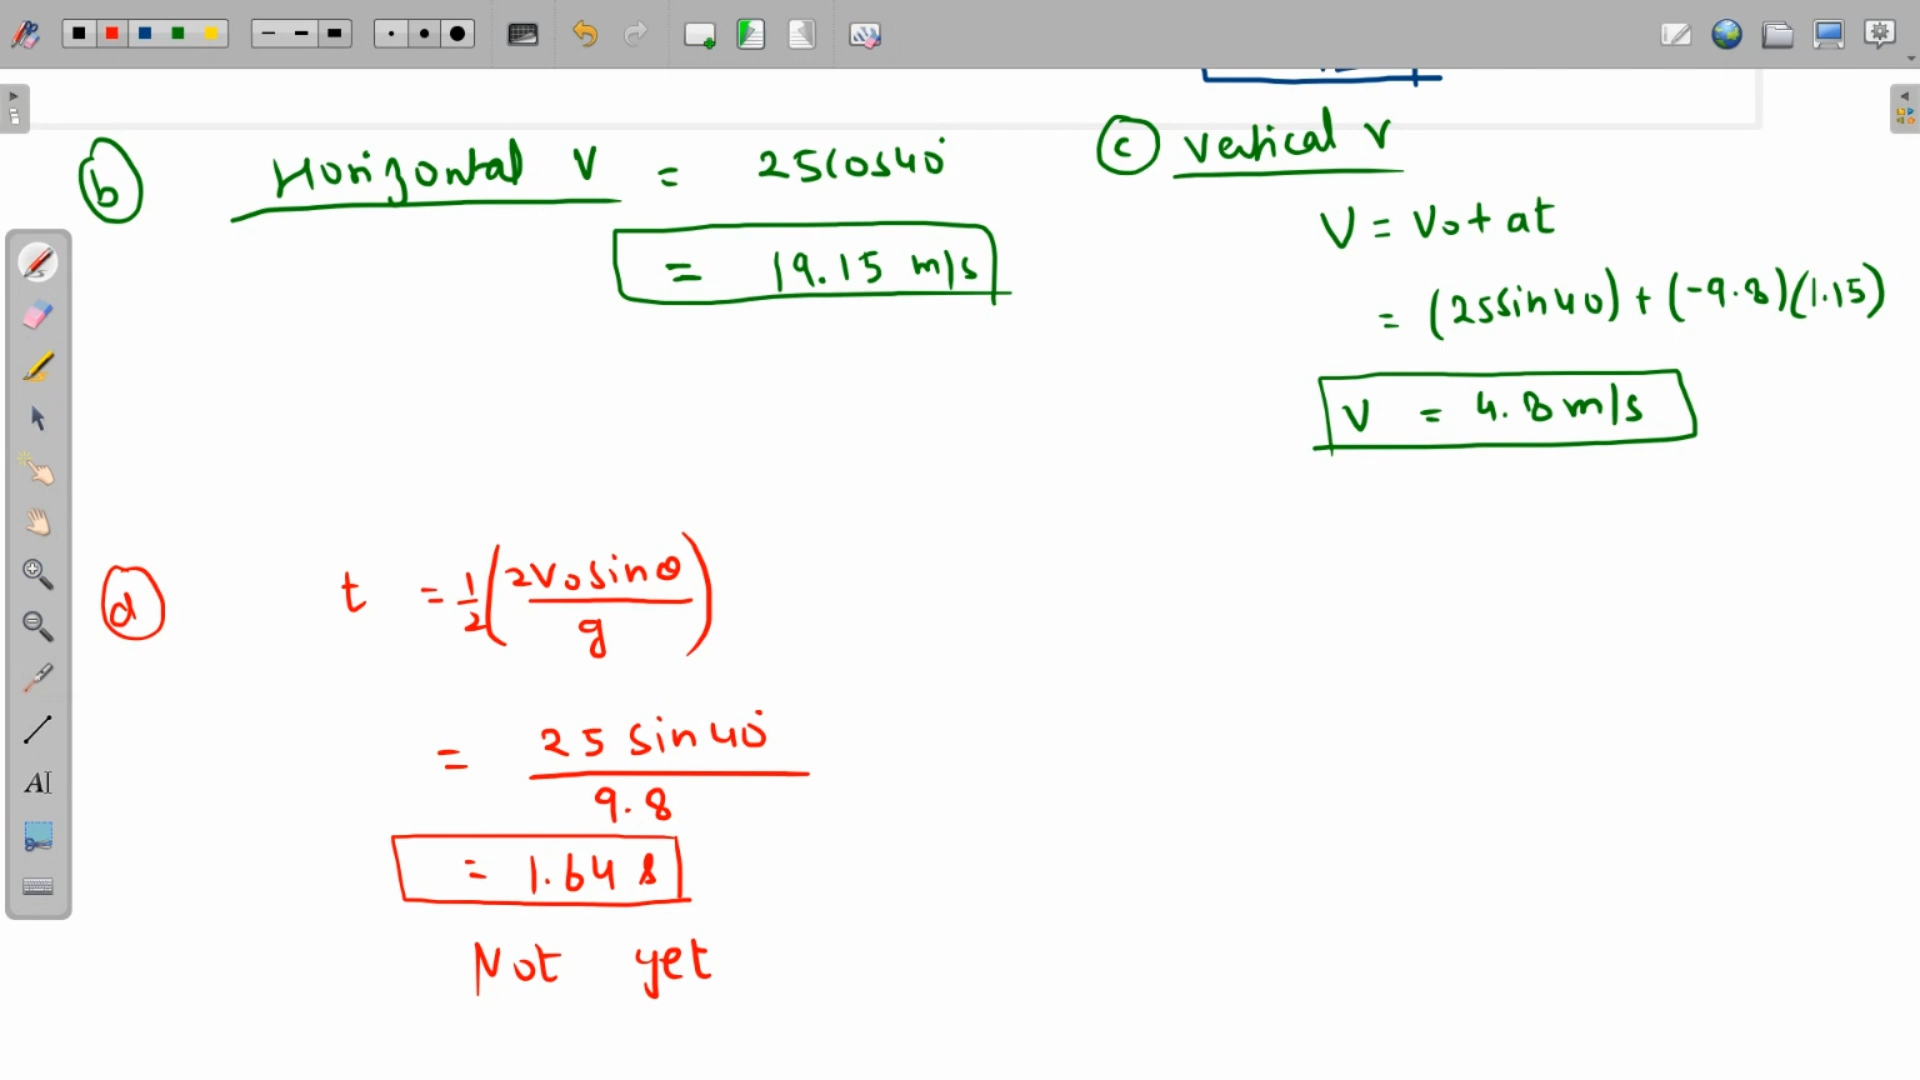 b Horizontal v = 25cos40°
= 19.15 m/s
c vertical v
V = V₀ + at
= (25sin40) + (-9.8)(1.15)
V = 4.8 m/s
d t = 1/2 (2V₀sinθ / g)
= 25 sin40° / 9.8
= 1.64 s
Not yet
AI